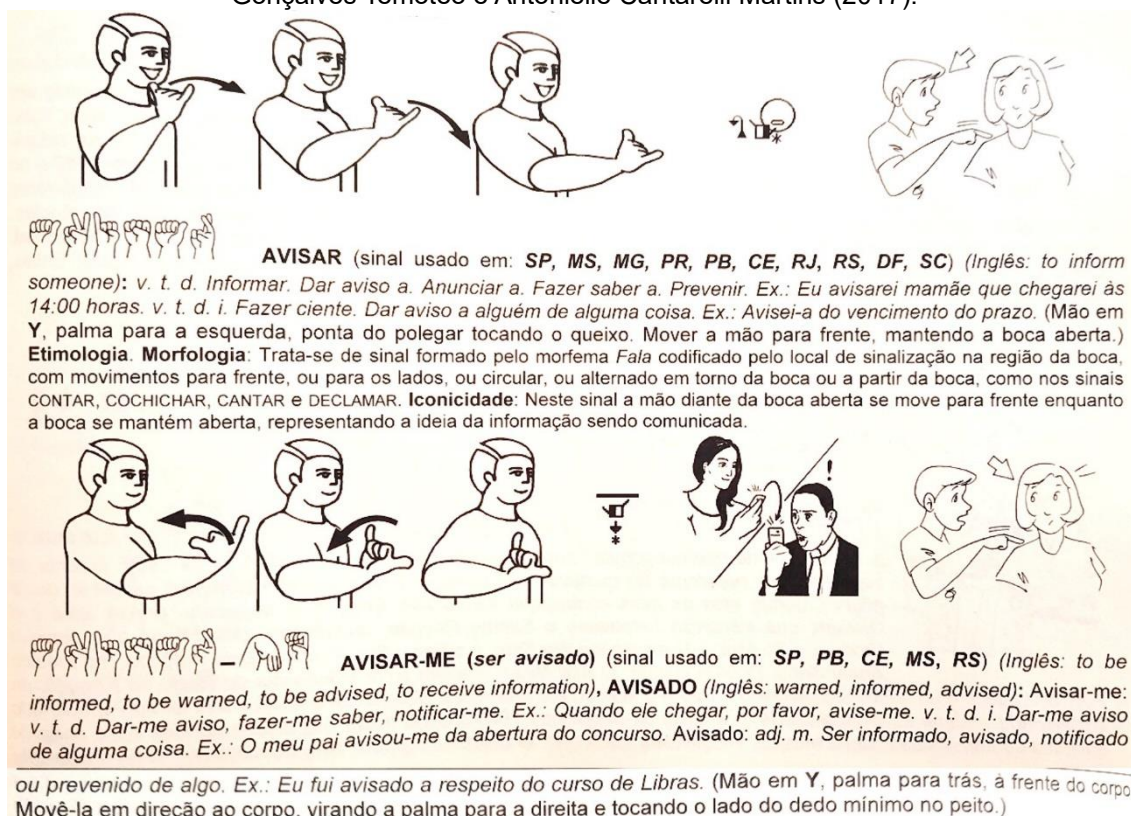 Gonçalves Temoteo e Antonielle Cantarelli Martins (2017).
AVISAR (sinal usado em: SP, MS, MG, PR, PB, CE, RJ, RS, DF, SC) (Inglês: to inform
someone): v. t. d. Informar. Dar aviso a. Anunciar a. Fazer saber a. Prevenir. Ex.: Eu avisarei mamãe que chegarei às
14:00 horas. v. t. d. i. Fazer ciente. Dar aviso a alguém de alguma coisa. Ex.: Avisei-a do vencimento do prazo. (Mão em
Y, palma para a esquerda, ponta do polegar tocando o queixo. Mover a mão para frente, mantendo a boca aberta.)
Etimologia. Morfologia: Trata-se de sinal formado pelo morfema Fala codificado pelo local de sinalização na região da boca,
com movimentos para frente, ou para os lados, ou circular, ou alternado em torno da boca ou a partir da boca, como nos sinais
CONTAR, COCHICHAR, CANTAR e DECLAMAR. Iconicidade: Neste sinal a mão diante da boca aberta se move para frente enquanto
a boca se mantém aberta, representando a ideia da informação sendo comunicada.
!
AVISAR-ME (ser avisado) (sinal usado em: SP, PB, CE, MS, RS) (Inglês: to be
informed, to be warned, to be advised, to receive information), AVISADO (Inglês: warned, informed, advised): Avisar-me:
v. t. d. Dar-me aviso, fazer-me saber, notificar-me. Ex.: Quando ele chegar, por favor, avise-me. v. t. d. i. Dar-me aviso
de alguma coisa. Ex.: O meu pai avisou-me da abertura do concurso. Avisado: adj. m. Ser informado, avisado, notificado
ou prevenido de algo. Ex.: Eu fui avisado a respeito do curso de Libras. (Mão em Y, palma para trás, à frente do corpo
Movê-la em direção ao corpo, virando a palma para a direita e tocando o lado do dedo mínimo no peito.)